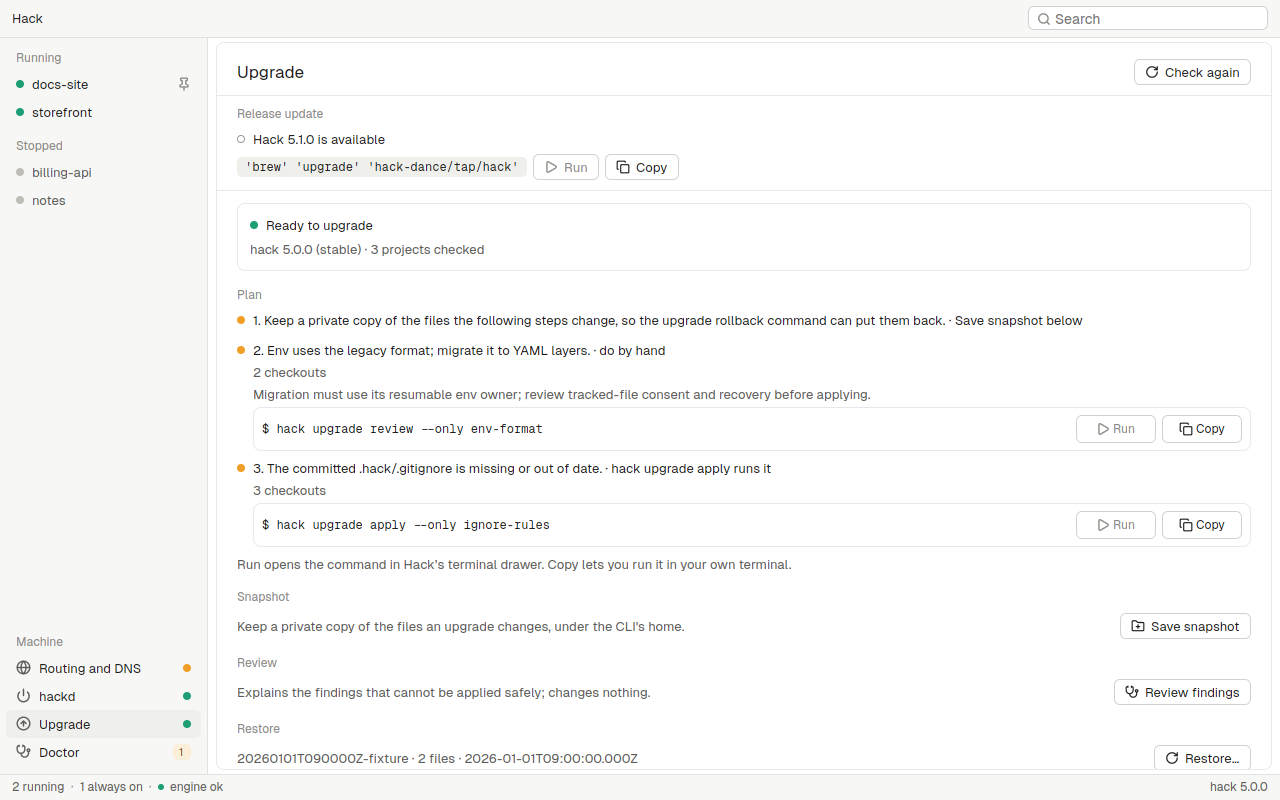 Hack
Search
Running
docs-site
storefront
Stopped
billing-api
notes
Machine
Routing and DNS
hackd
Upgrade
Doctor 1
Upgrade
Check again
Release update
Hack 5.1.0 is available
'brew' 'upgrade' 'hack-dance/tap/hack' Run Copy
Ready to upgrade
hack 5.0.0 (stable) · 3 projects checked
Plan
1. Keep a private copy of the files the following steps change, so the upgrade rollback command can put them back. · Save snapshot below
2. Env uses the legacy format; migrate it to YAML layers. · do by hand
2 checkouts
Migration must use its resumable env owner; review tracked-file consent and recovery before applying.
$ hack upgrade review --only env-format Run Copy
3. The committed .hack/.gitignore is missing or out of date. · hack upgrade apply runs it
3 checkouts
$ hack upgrade apply --only ignore-rules Run Copy
Run opens the command in Hack's terminal drawer. Copy lets you run it in your own terminal.
Snapshot
Keep a private copy of the files an upgrade changes, under the CLI's home. Save snapshot
Review
Explains the findings that cannot be applied safely; changes nothing. Review findings
Restore
20260101T090000Z-fixture · 2 files · 2026-01-01T09:00:00.000Z Restore…
2 running · 1 always on · engine ok
hack 5.0.0